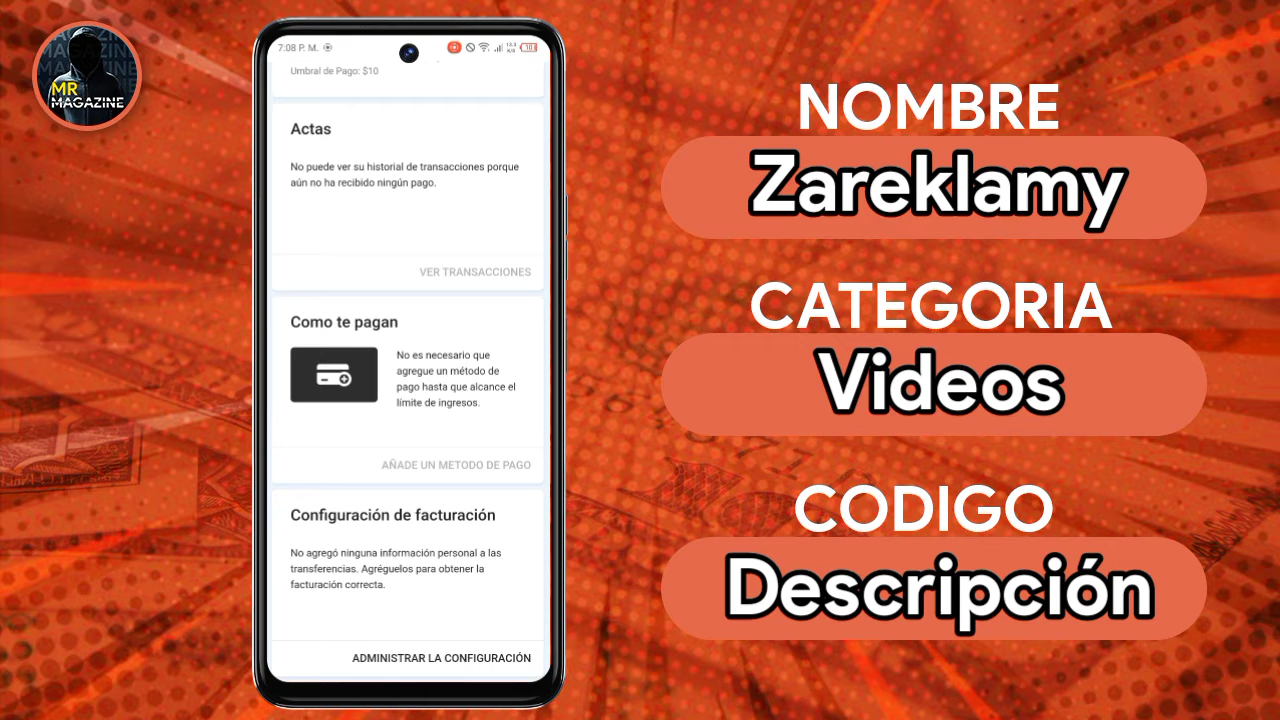 MR
MAGAZINE
7:08 P. M.
Umbral de Pago: $10
Actas
No puede ver su historial de transacciones porque
aún no ha recibido ningún pago.
VER TRANSACCIONES
Como te pagan
No es necesario que
agregue un método de
pago hasta que alcance el
límite de ingresos.
AÑADE UN METODO DE PAGO
Configuración de facturación
No agregó ninguna información personal a las
transferencias. Agréguelos para obtener la
facturación correcta.
ADMINISTRAR LA CONFIGURACIÓN
NOMBRE
Zareklamy
CATEGORIA
Videos
CODIGO
Descripción